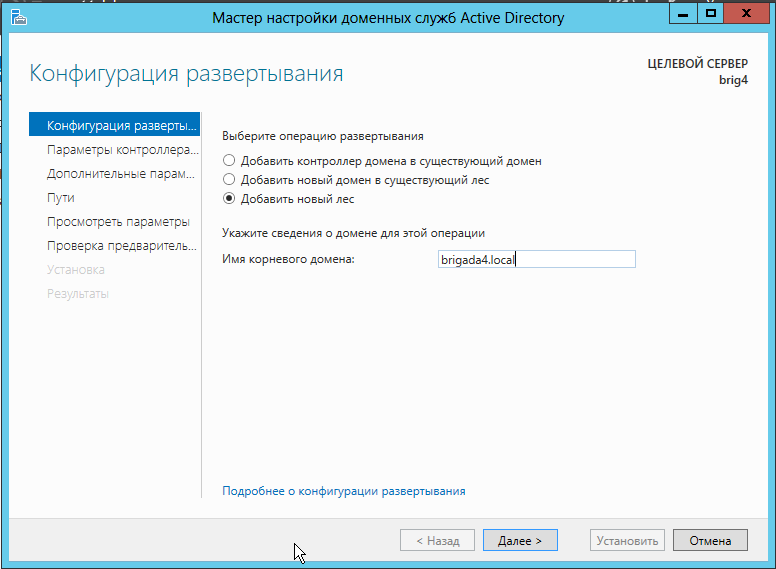 Мастер настройки доменных служб Active Directory
Конфигурация развертывания
ЦЕЛЕВОЙ СЕРВЕР
brig4
Конфигурация разверты...
Параметры контроллера...
Дополнительные парам...
Пути
Просмотреть параметры
Проверка предваритель...
Установка
Результаты
Выберите операцию развертывания
Добавить контроллер домена в существующий домен
Добавить новый домен в существующий лес
Добавить новый лес
Укажите сведения о домене для этой операции
Имя корневого домена: brigada4.local
Подробнее о конфигурации развертывания
< Назад Далее > Установить Отмена